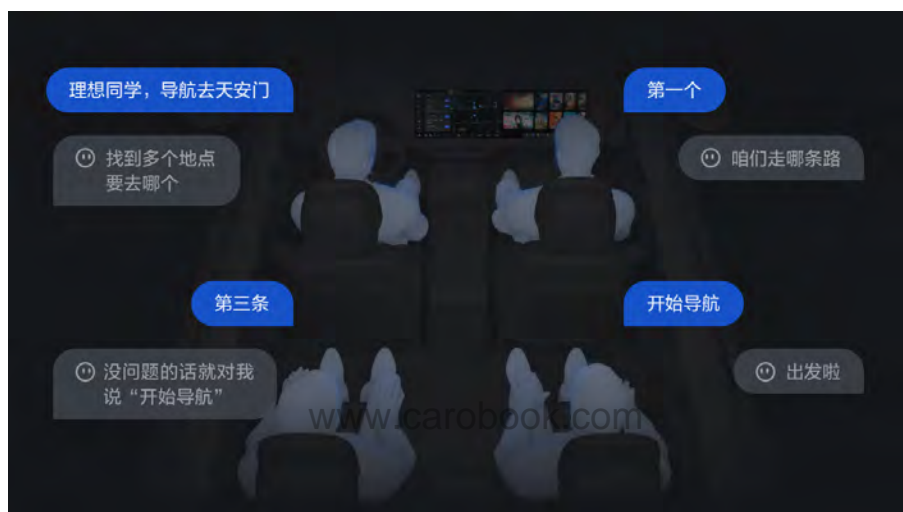 理想同学，导航去天安门
找到多个地点
要去哪个
第一个
咱们走哪条路
第三条
没问题的话就对我
说“开始导航”
开始导航
出发啦
www.carobook.com